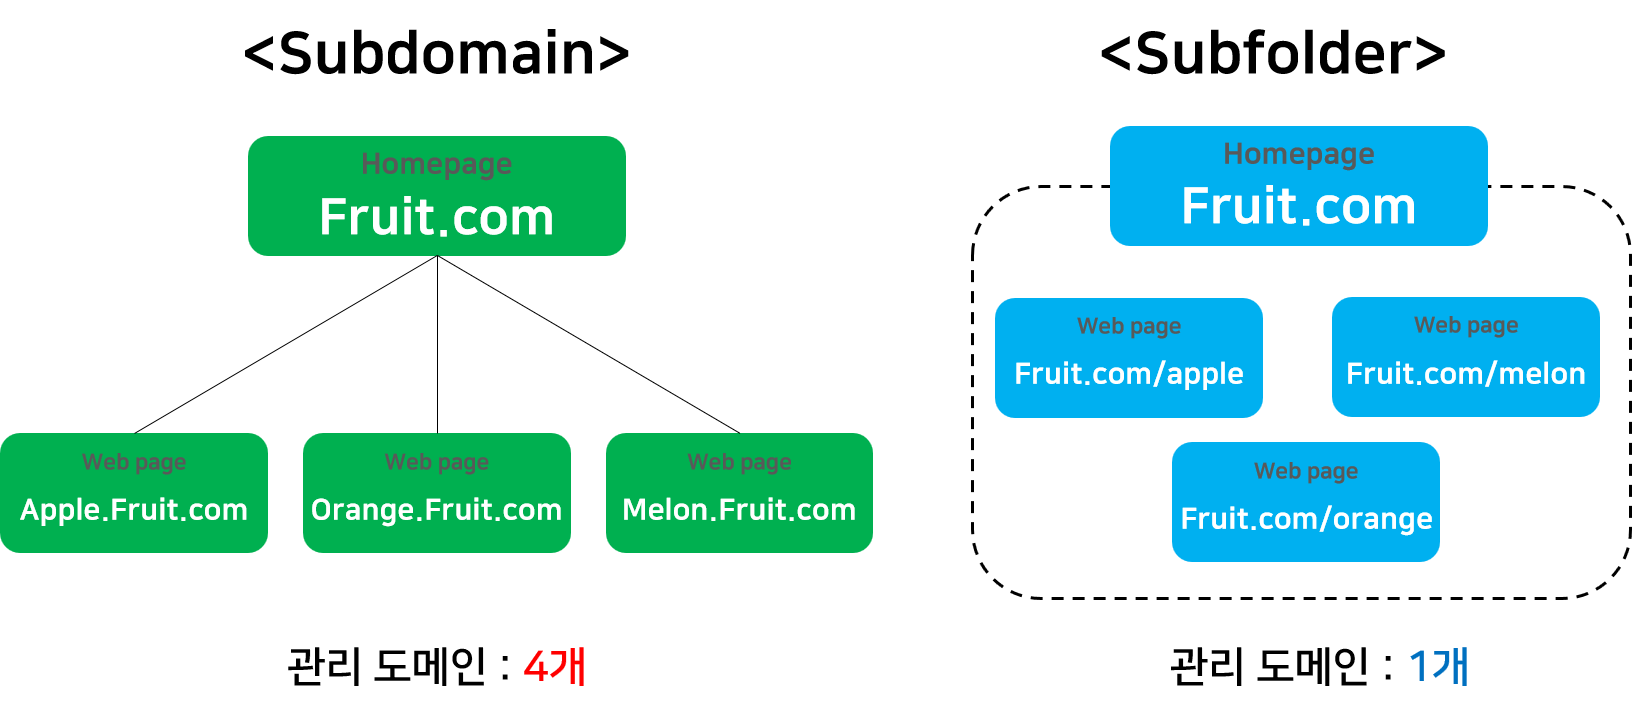 <Subdomain>
Homepage
Fruit.com
Web page
Apple.Fruit.com
Web page
Orange.Fruit.com
Web page
Melon.Fruit.com
관리 도메인 : 4개
<Subfolder>
Homepage
Fruit.com
Web page
Fruit.com/apple
Web page
Fruit.com/melon
Web page
Fruit.com/orange
관리 도메인 : 1개